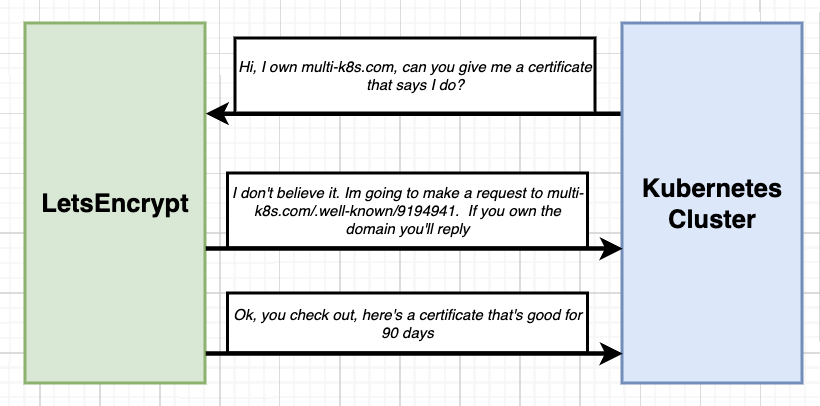 Hi, I own multi-k8s.com, can you give me a certificate
that says I do?
LetsEncrypt
Kubernetes
Cluster
I don't believe it. Im going to make a request to multi-
k8s.com/.well-known/9194941.  If you own the
domain you'll reply
Ok, you check out, here's a certificate that's good for
90 days